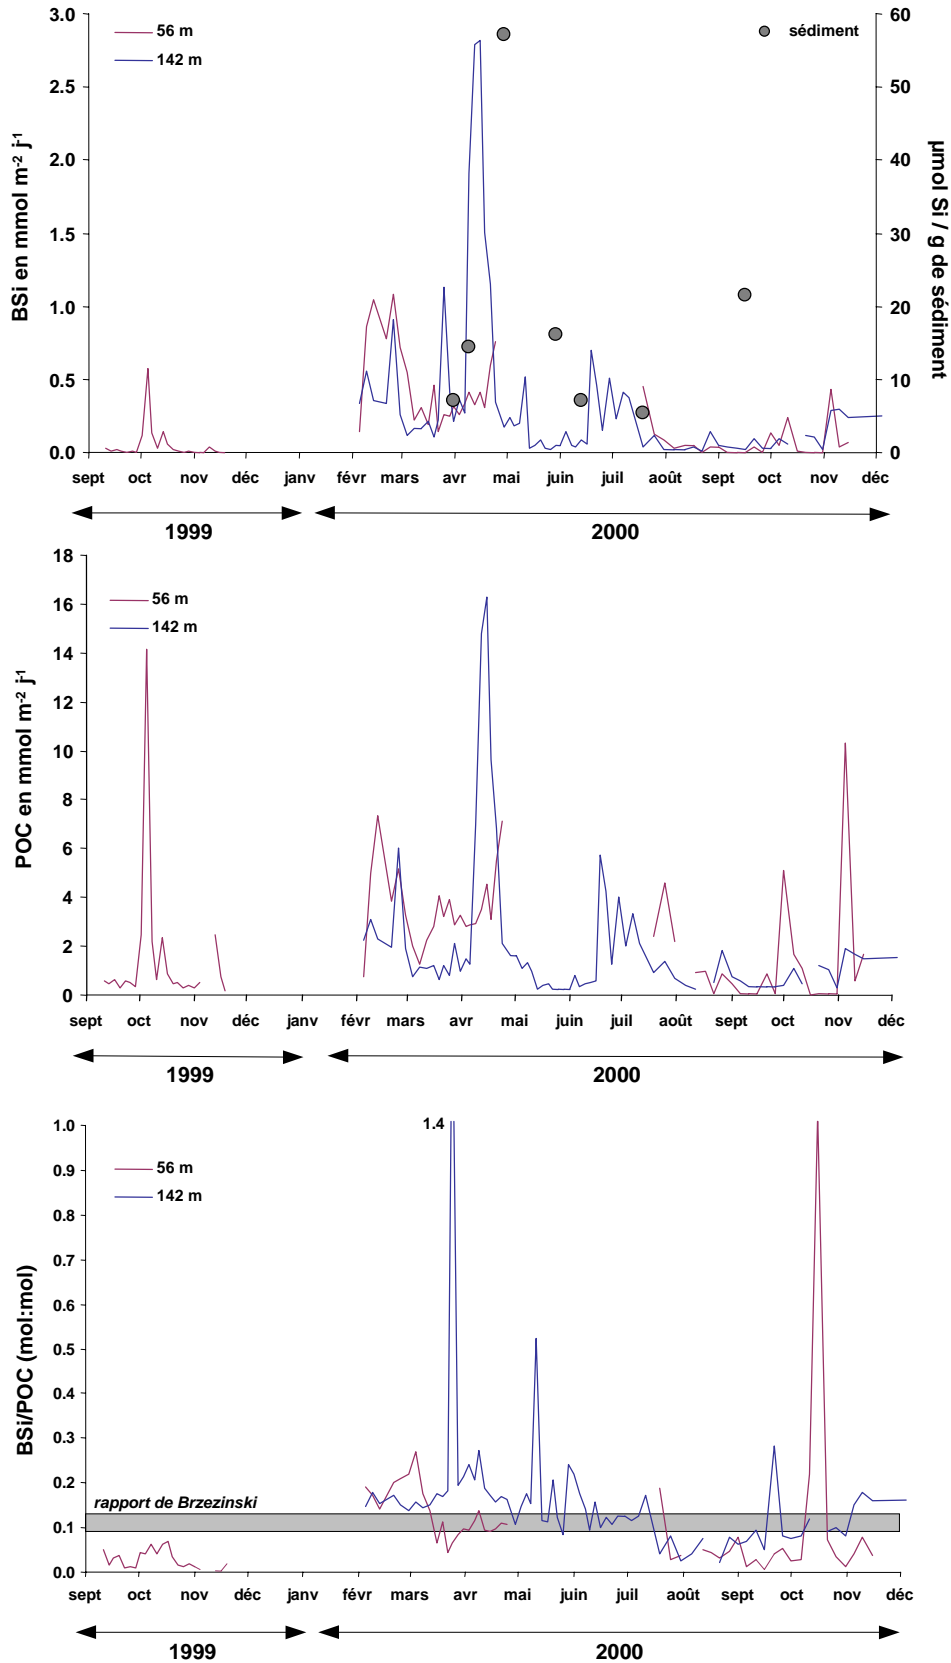 3.0
2.5
2.0
1.5
1.0
0.5
0.0
BSi en mmol m⁻² j⁻¹
56 m
142 m
sédiment
60
50
40
30
20
10
0
µmol Si / g de sédiment
sept oct nov déc janv févr mars avr mai juin juil août sept oct nov déc
1999 2000
18
16
14
12
10
8
6
4
2
0
POC en mmol m⁻² j⁻¹
56 m
142 m
sept oct nov déc janv févr mars avr mai juin juil août sept oct nov déc
1999 2000
1.0
0.9
0.8
0.7
0.6
0.5
0.4
0.3
0.2
0.1
0.0
BSi/POC (mol:mol)
1.4
56 m
142 m
rapport de Brzezinski
sept oct nov déc janv févr mars avr mai juin juil août sept oct nov déc
1999 2000